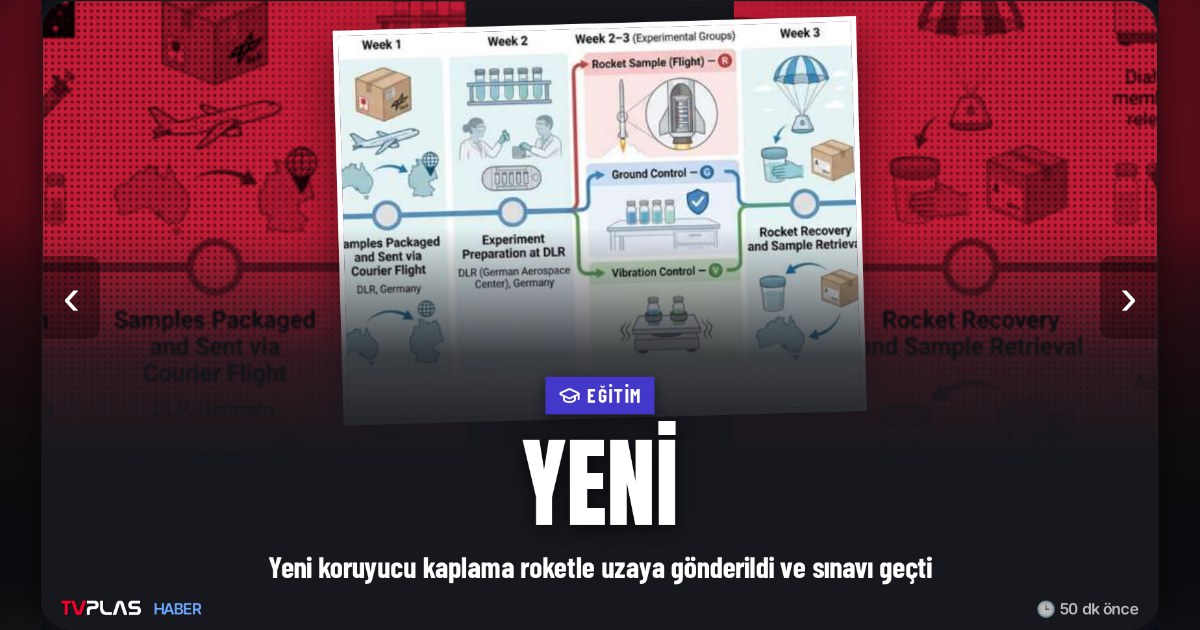 Week 1
Week 2
Week 2–3 (Experimental Groups)
Week 3
Rocket Sample (Flight) – R
Ground Control – G
Vibration Control – V
amples Packaged
and Sent via
Courier Flight
DLR, Germany
Experiment
Preparation at DLR
DLR (German Aerospace
Center), Germany
Rocket Recovery
and Sample Retrieva
Samples Packaged
and Sent via
Courier Flight
DLR, Germany
Rocket Recovery
and Sample Retrieval
EĞİTİM
YENİ
Yeni koruyucu kaplama roketle uzaya gönderildi ve sınavı geçti
TVPLAS HABER
50 dk önce